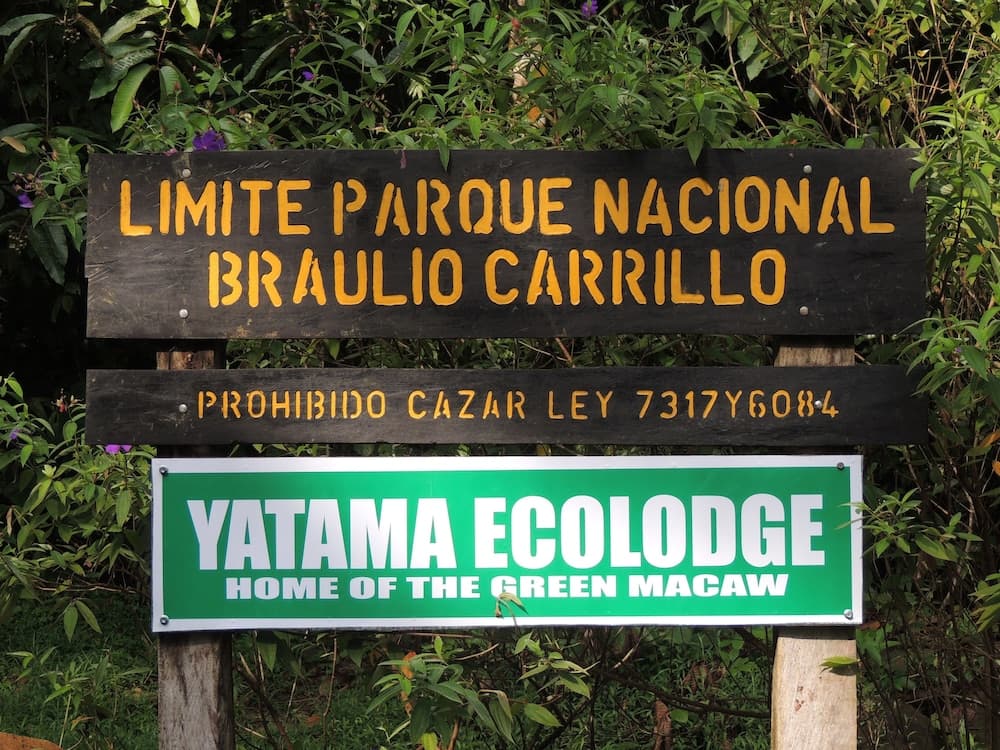 LIMITE PARQUE NACIONAL
BRAULIO CARRILLO
PROHIBIDO CAZAR LEY 7317Y6084
YATAMA ECOLODGE
HOME OF THE GREEN MACAW